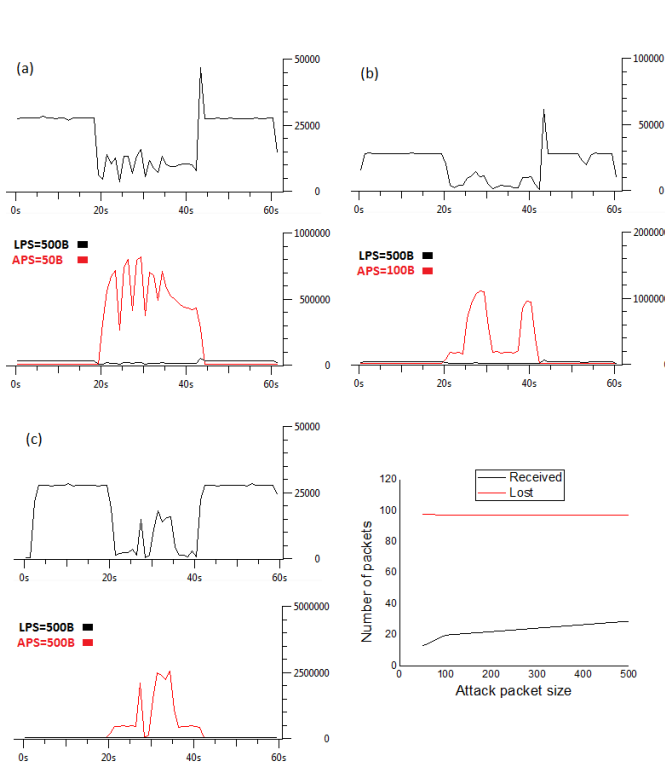 (a)
50000
25000
0
0s 20s 40s 60s
LPS=500B
APS=50B
1000000
500000
0
0s 20s 40s 60s
(b)
100000
50000
0
0s 20s 40s 60s
LPS=500B
APS=100B
2000000
1000000
0
0s 20s 40s 60s
(c)
50000
25000
0
0s 20s 40s 60s
LPS=500B
APS=500B
5000000
2500000
0
0s 20s 40s 60s
Received
Lost
120
100
80
60
40
20
0
0 100 200 300 400 500
Number of packets
Attack packet size